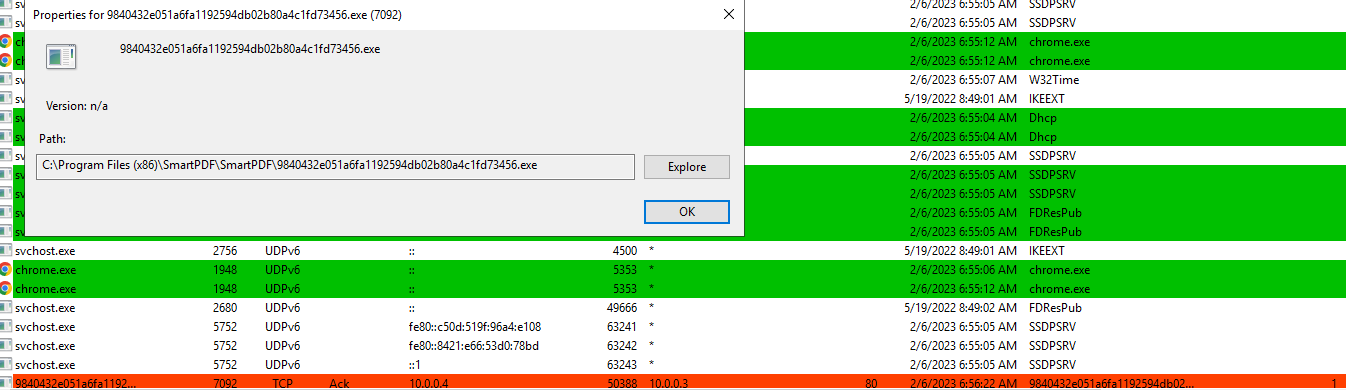 2/6/2023 6:55:05 AM SSDPSRV
Properties for 9840432e051a6fa1192594db02b80a4c1fd73456.exe (7092)
2/6/2023 6:55:05 AM SSDPSRV
9840432e051a6fa1192594db02b80a4c1fd73456.exe
2/6/2023 6:55:12 AM chrome.exe
2/6/2023 6:55:12 AM chrome.exe
2/6/2023 6:55:07 AM W32Time
Version: n/a
5/19/2022 8:49:01 AM IKEEXT
2/6/2023 6:55:04 AM Dhcp
Path:
2/6/2023 6:55:04 AM Dhcp
2/6/2023 6:55:05 AM SSDPSRV
C:\Program Files (x86)\SmartPDF\SmartPDF\9840432e051a6fa1192594db02b80a4c1fd73456.exe Explore
2/6/2023 6:55:05 AM SSDPSRV
2/6/2023 6:55:05 AM SSDPSRV
OK
2/6/2023 6:55:05 AM FDResPub
2/6/2023 6:55:05 AM FDResPub
svchost.exe 2756 UDPv6 :: 4500 * 5/19/2022 8:49:01 AM IKEEXT
chrome.exe 1948 UDPv6 :: 5353 * 2/6/2023 6:55:06 AM chrome.exe
chrome.exe 1948 UDPv6 :: 5353 * 2/6/2023 6:55:12 AM chrome.exe
svchost.exe 2680 UDPv6 :: 49666 * 5/19/2022 8:49:02 AM FDResPub
svchost.exe 5752 UDPv6 fe80::c50d:519f:96a4:e108 63241 * 2/6/2023 6:55:05 AM SSDPSRV
svchost.exe 5752 UDPv6 fe80::8421:e66:53d0:78bd 63242 * 2/6/2023 6:55:05 AM SSDPSRV
svchost.exe 5752 UDPv6 ::1 63243 * 2/6/2023 6:55:05 AM SSDPSRV
9840432e051a6fa1192... 7092 TCP Ack 10.0.0.4 50388 10.0.0.3 80 2/6/2023 6:56:22 AM 9840432e051a6fa1192594db02... 1